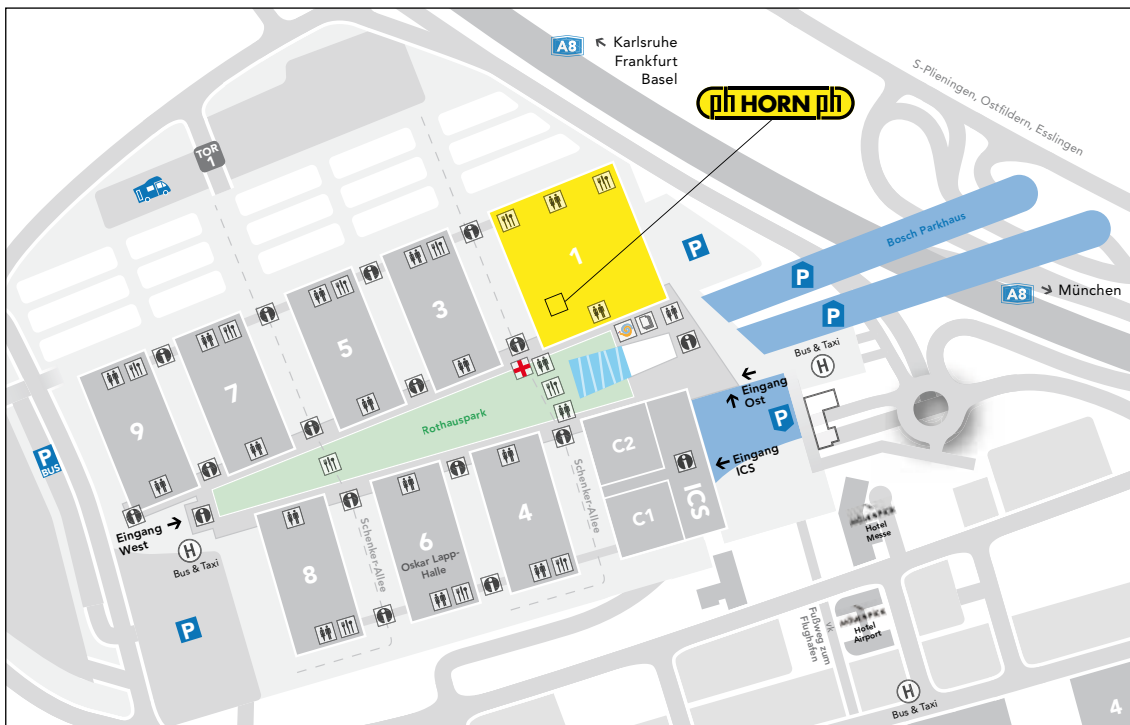 A8
Karlsruhe
Frankfurt
Basel
S-Plieningen, Ostfildern, Esslingen
ph HORN ph
TOR
1
1
P
Bosch Parkhaus
P
P
A8
München
3
5
7
9
P
BUS
Rothauspark
Bus & Taxi
H
Eingang
Ost
P
Eingang
ICS
C2
C1
ICS
Schenker-Allee
4
6
Oskar Lapp-
Halle
Schenker-Allee
8
Eingang
West
H
Bus & Taxi
P
Hotel
Messe
Fußweg zum
Flughafen
Hotel
Airport
H
Bus & Taxi
4